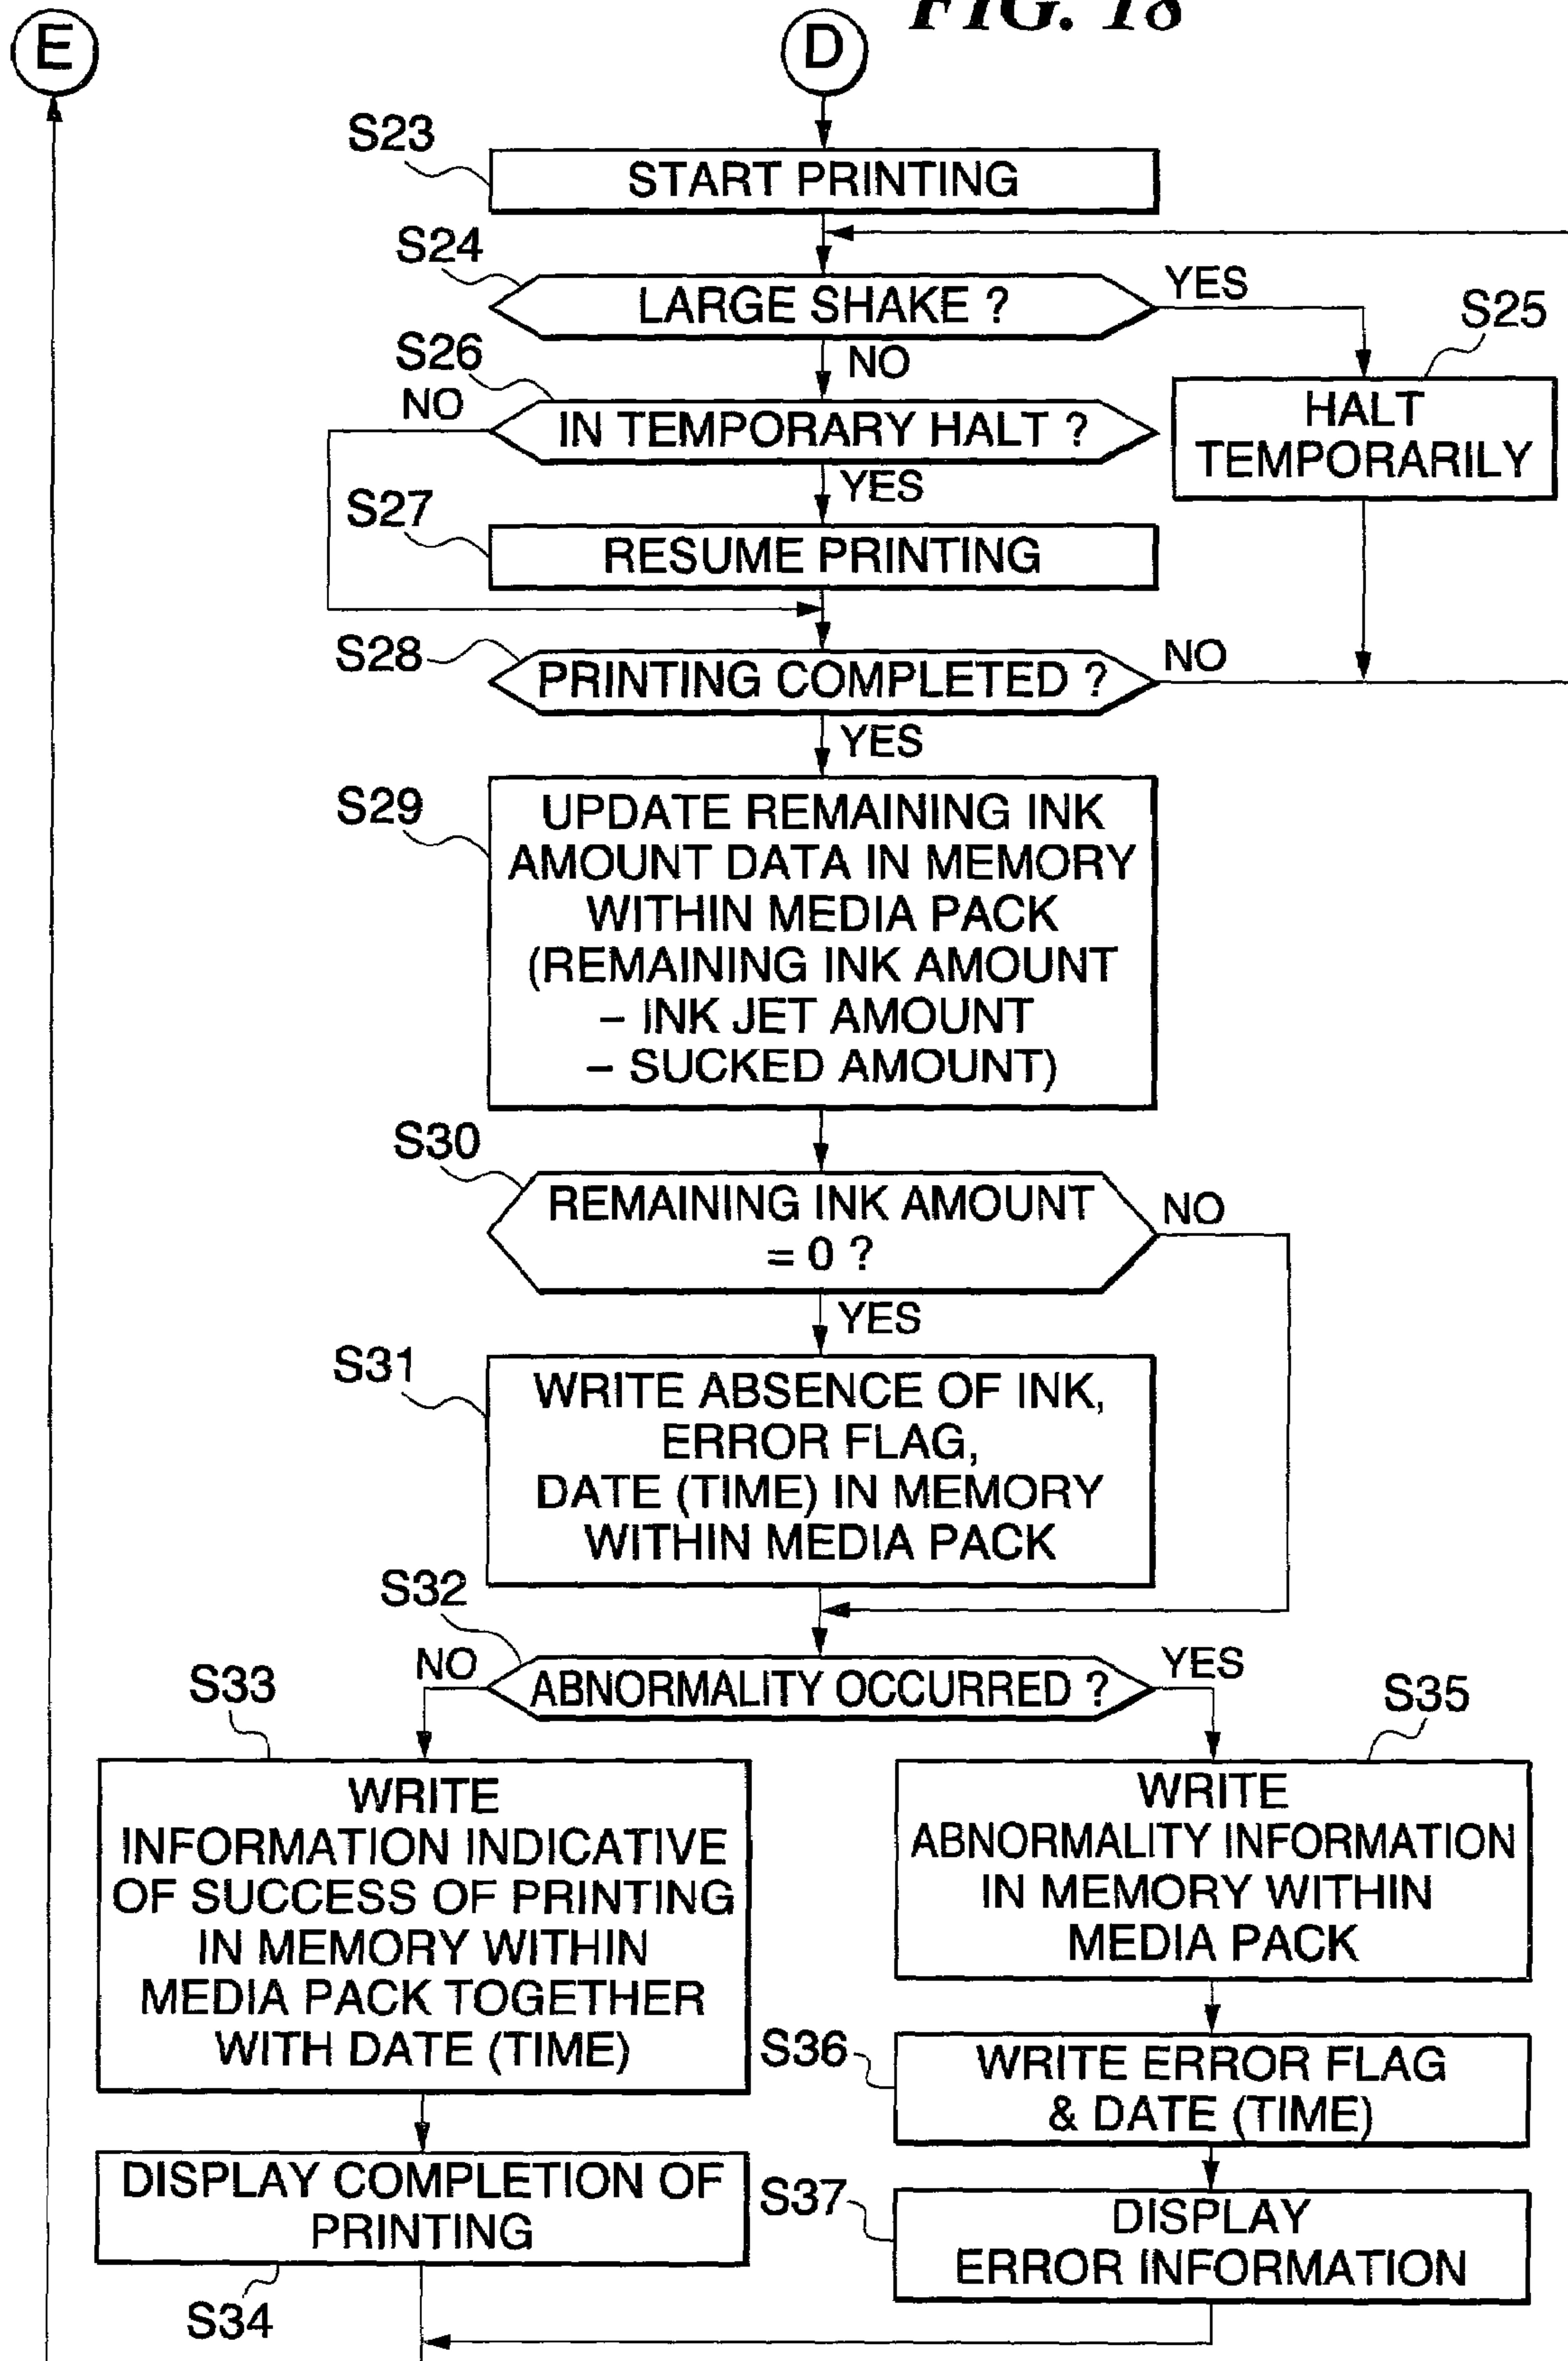 FIG. 18
E
D
S23
START PRINTING
S24
LARGE SHAKE ?
YES
S25
HALT
TEMPORARILY
NO
S26
NO
IN TEMPORARY HALT ?
YES
S27
RESUME PRINTING
S28
PRINTING COMPLETED ?
NO
YES
S29
UPDATE REMAINING INK
AMOUNT DATA IN MEMORY
WITHIN MEDIA PACK
(REMAINING INK AMOUNT
– INK JET AMOUNT
– SUCKED AMOUNT)
S30
REMAINING INK AMOUNT
= 0 ?
NO
YES
S31
WRITE ABSENCE OF INK,
ERROR FLAG,
DATE (TIME) IN MEMORY
WITHIN MEDIA PACK
S32
NO
ABNORMALITY OCCURRED ?
YES
S33
WRITE
INFORMATION INDICATIVE
OF SUCCESS OF PRINTING
IN MEMORY WITHIN
MEDIA PACK TOGETHER
WITH DATE (TIME)
DISPLAY COMPLETION OF
PRINTING
S34
S35
WRITE
ABNORMALITY INFORMATION
IN MEMORY WITHIN
MEDIA PACK
S36
WRITE ERROR FLAG
& DATE (TIME)
S37
DISPLAY
ERROR INFORMATION